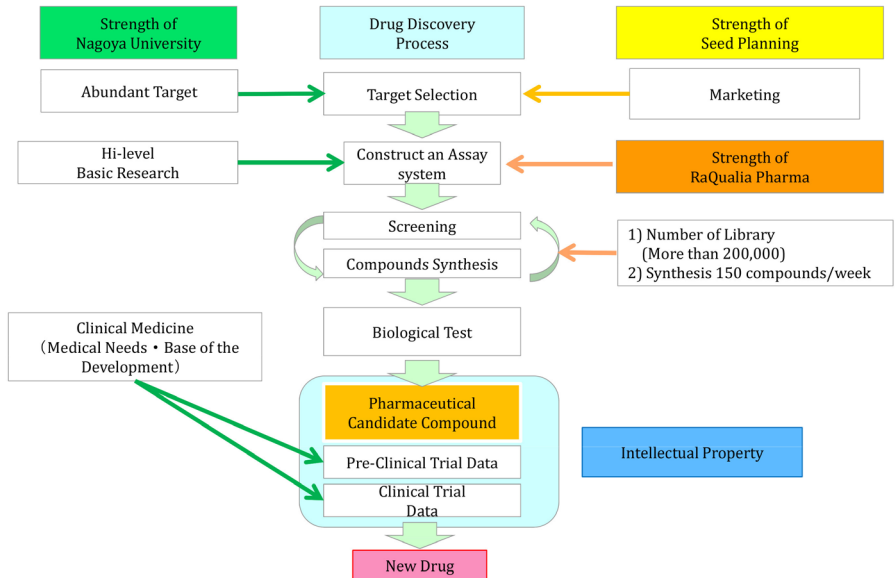 Strength of
Nagoya University
Drug Discovery
Process
Strength of
Seed Planning
Abundant Target
Target Selection
Marketing
Hi-level
Basic Research
Construct an Assay
system
Strength of
RaQualia Pharma
Screening
Compounds Synthesis
1) Number of Library
(More than 200,000)
2) Synthesis 150 compounds/week
Clinical Medicine
（Medical Needs・Base of the
Development）
Biological Test
Pharmaceutical
Candidate Compound
Pre-Clinical Trial Data
Clinical Trial
Data
Intellectual Property
New Drug